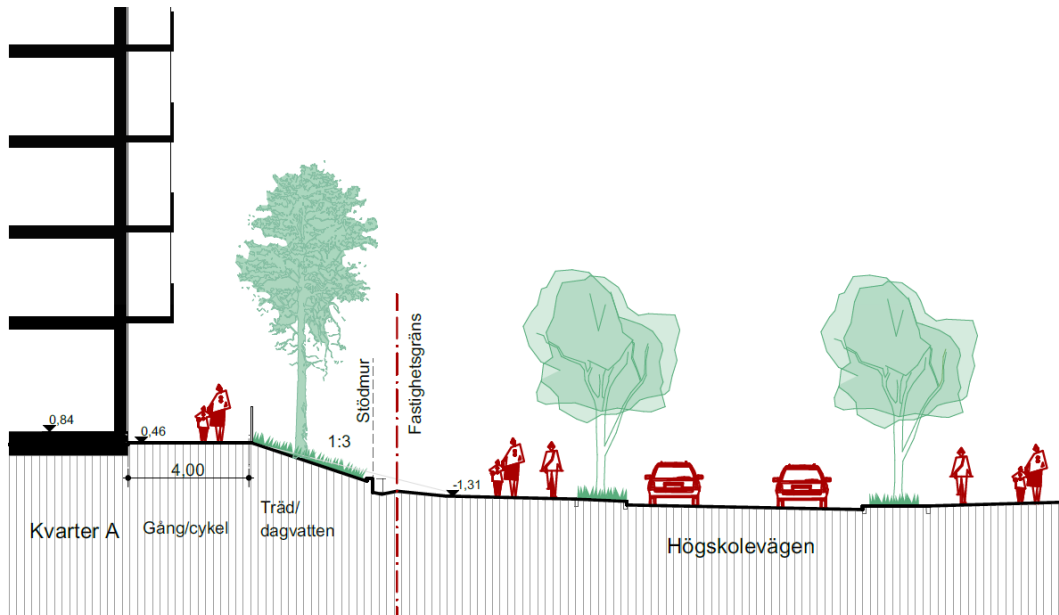 0,84
0,46
4,00
Kvarter A
Gång/cykel
Träd/
dagvatten
1:3
Stödmur
Fastighetsgräns
-1,31
Högskolevägen